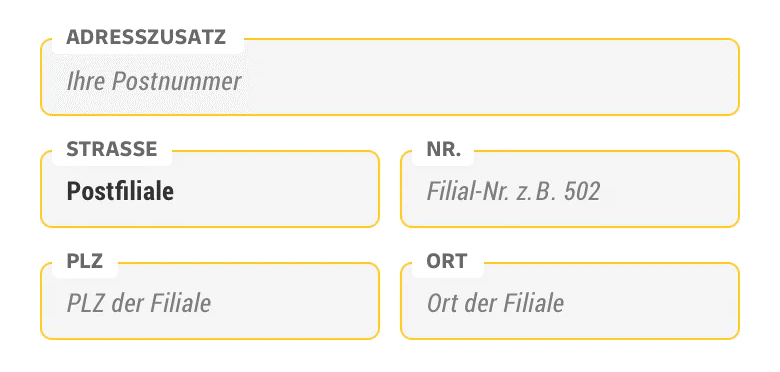 ADRESSZUSATZ
Ihre Postnummer
STRASSE
NR.
Postfiliale
Filial-Nr. z.B. 502
PLZ
ORT
PLZ der Filiale
Ort der Filiale